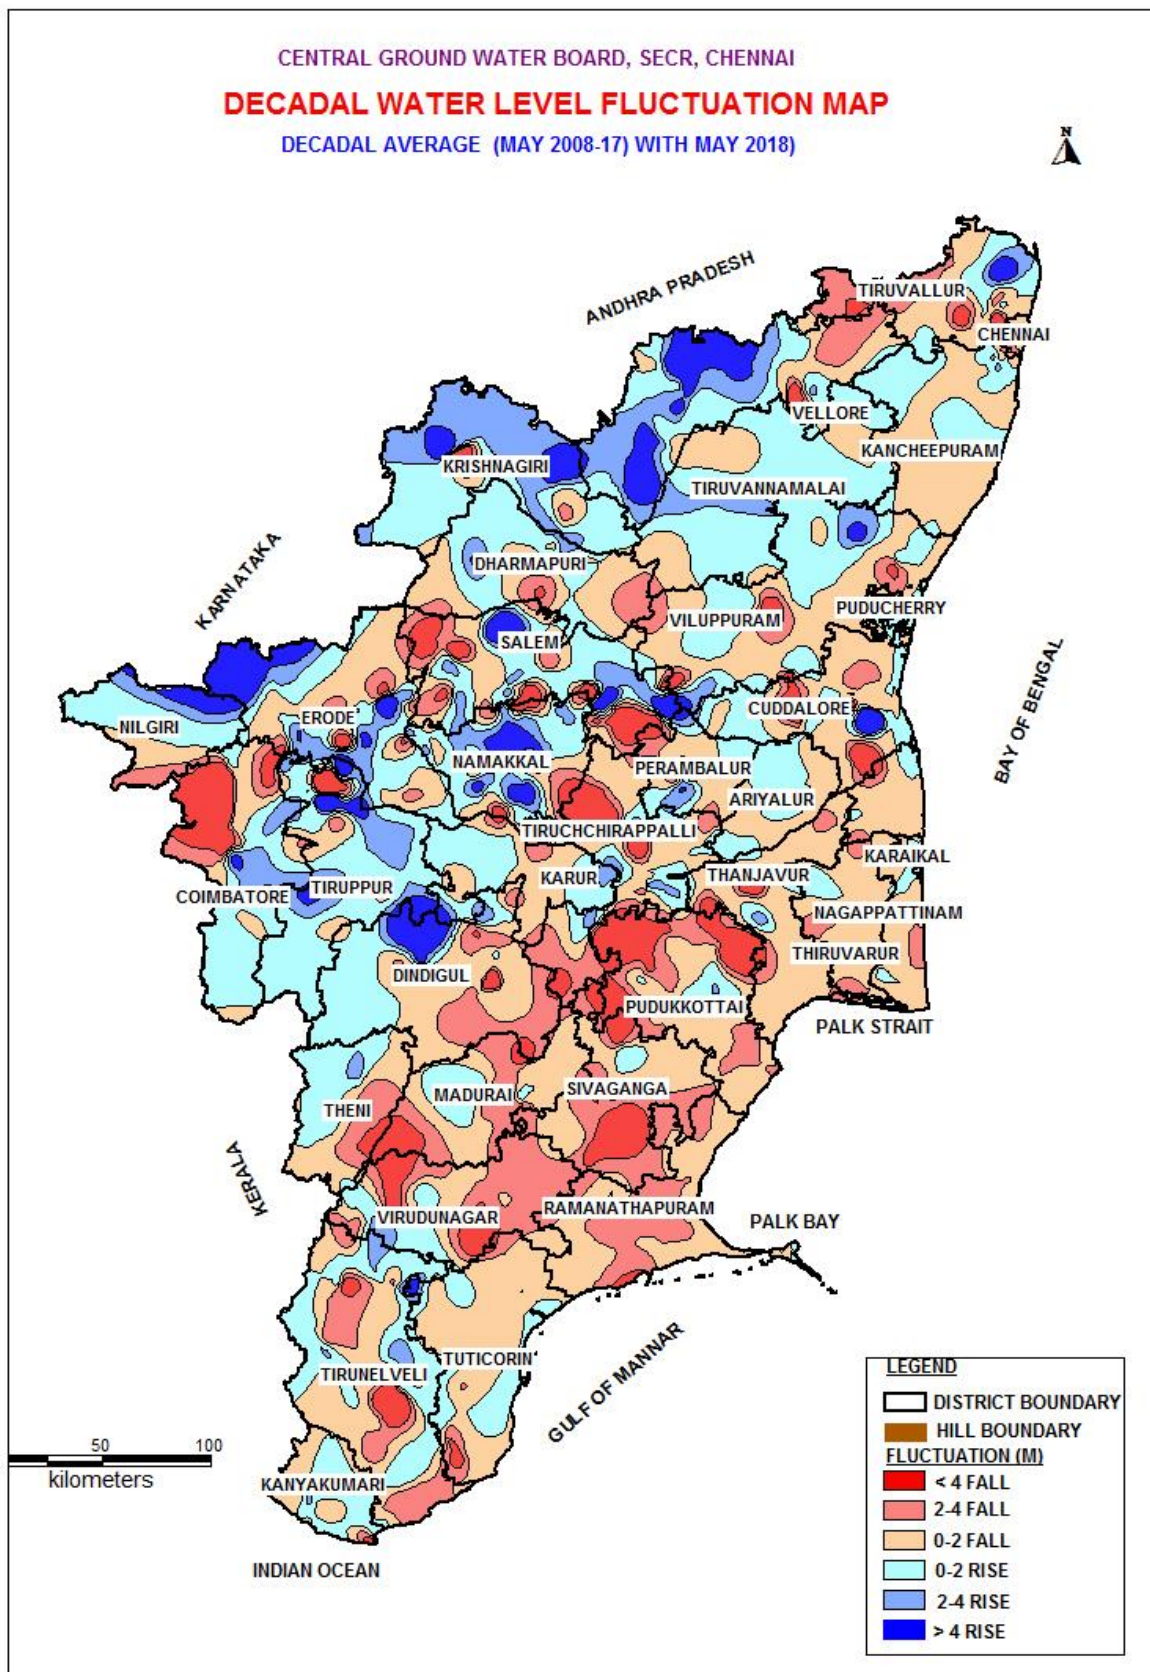 CENTRAL GROUND WATER BOARD, SECR, CHENNAI
DECADAL WATER LEVEL FLUCTUATION MAP
DECADAL AVERAGE (MAY 2008-17) WITH MAY 2018)
N
ANDHRA PRADESH
TIRUVALLUR
CHENNAI
VELLORE
KANCHEEPURAM
KRISHNAGIRI
TIRUVANNAMALAI
KARNATAKA
DHARMAPURI
PUDUCHERRY
VILUPPURAM
SALEM
BAY OF BENGAL
CUDDALORE
ERODE
NILGIRI
NAMAKKAL
PERAMBALUR
ARIYALUR
TIRUCHCHIRAPPALLI
KARAIKAL
THANJAVUR
KARUR
TIRUPPUR
COIMBATORE
NAGAPPATTINAM
THIRUVARUR
DINDIGUL
PUDUKKOTTAI
PALK STRAIT
SIVAGANGA
MADURAI
THENI
KERALA
RAMANATHAPURAM
VIRUDUNAGAR
PALK BAY
TUTICORIN
TIRUNELVELI
GULF OF MANNAR
KANYAKUMARI
INDIAN OCEAN
50 100
kilometers
LEGEND
DISTRICT BOUNDARY
HILL BOUNDARY
FLUCTUATION (M)
< 4 FALL
2-4 FALL
0-2 FALL
0-2 RISE
2-4 RISE
> 4 RISE